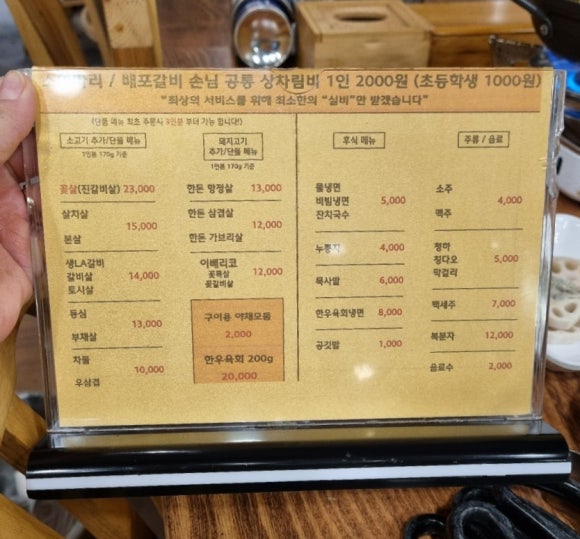 / 배포갈비 손님 공통 상차림비 1인 2000원 (초등학생 1000원)
"최상의 서비스를 위해 최소한의 "실비"만 받겠습니다"
(단품 메뉴 최초 주문시 3인분 부터 가능 합니다!)
소고기 추가/단품 메뉴
1인분 170g 기준
꽃살(진갈비살) 23,000
살치살
15,000
본살
생LA갈비
갈비살 14,000
토시살
등심
13,000
부채살
차돌
10,000
우삼겹
돼지고기
추가/단품 메뉴
1인분 170g 기준
한돈 항정살 13,000
한돈 삼겹살
12,000
한돈 가브리살
이베리코
꽃목살 12,000
꽃갈비살
구이용 야채모둠
2,000
한우육회 200g
20,000
후식 메뉴
물냉면
비빔냉면 5,000
잔치국수
누룽지 4,000
묵사발 6,000
한우육회냉면 8,000
공깃밥 1,000
주류 / 음료
소주
4,000
맥주
청하
칭다오 5,000
막걸리
백세주 7,000
복분자 12,000
음료수 2,000